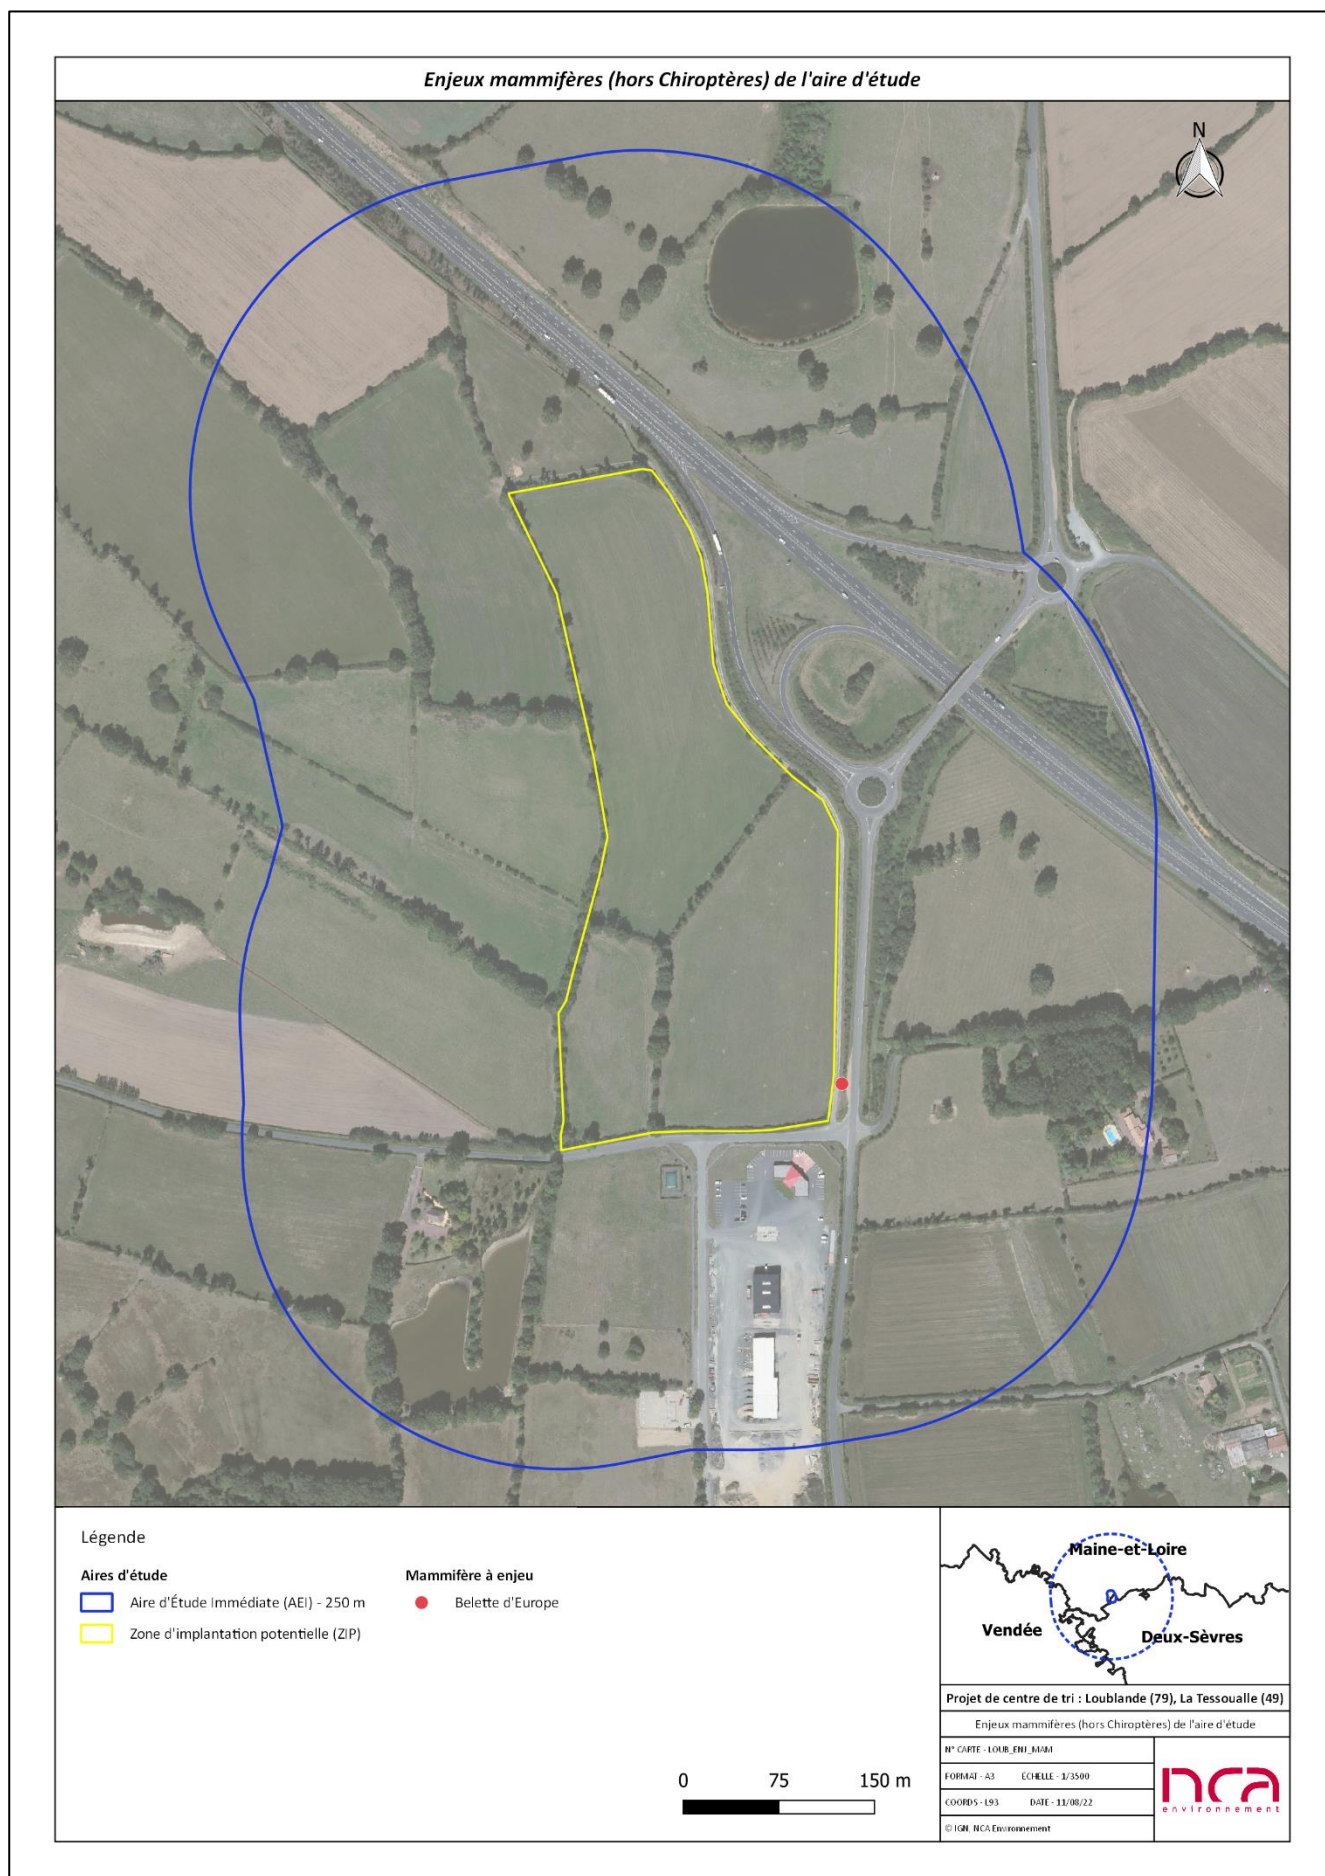 Enjeux mammifères (hors Chiroptères) de l'aire d'étude
N
Légende
Aires d'étude
Aire d'Étude Immédiate (AEI) - 250 m
Zone d'implantation potentielle (ZIP)
Mammifère à enjeu
Belette d'Europe
0 75 150 m
Maine-et-Loire
Vendée
Deux-Sèvres
Projet de centre de tri : Loublande (79), La Tessoualle (49)
Enjeux mammifères (hors Chiroptères) de l'aire d'étude
N° CARTE - LOUB_ENJ_MAM
FORMAT - A3 ÉCHELLE - 1/3500
COORDS - L93 DATE - 11/08/22
© IGN, NCA Environnement
nca
environnement